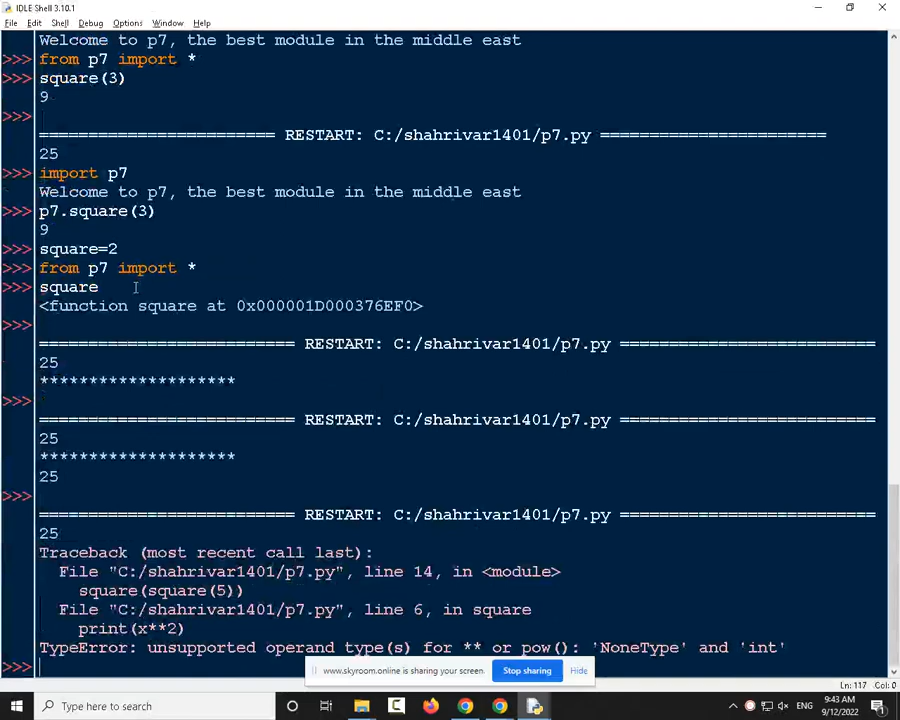 IDLE Shell 3.10.1
File Edit Shell Debug Options Window Help
Welcome to p7, the best module in the middle east
>>> from p7 import *
>>> square(3)
9
>>>
======================== RESTART: C:/shahrivar1401/p7.py =======================
25
>>> import p7
Welcome to p7, the best module in the middle east
>>> p7.square(3)
9
>>> square=2
>>> from p7 import *
>>> square
<function square at 0x000001D000376EF0>
>>>
========================== RESTART: C:/shahrivar1401/p7.py ==========================
25
********************
>>>
========================== RESTART: C:/shahrivar1401/p7.py ==========================
25
********************
25
>>>
========================== RESTART: C:/shahrivar1401/p7.py ==========================
25
Traceback (most recent call last):
File "C:/shahrivar1401/p7.py", line 14, in <module>
square(square(5))
File "C:/shahrivar1401/p7.py", line 6, in square
print(x**2)
TypeError: unsupported operand type(s) for ** or pow(): 'NoneType' and 'int'
>>>
www.skyroom.online is sharing your screen. Stop sharing Hide
Ln: 117 Col: 0
Type here to search
ENG
9:43 AM
9/12/2022
1